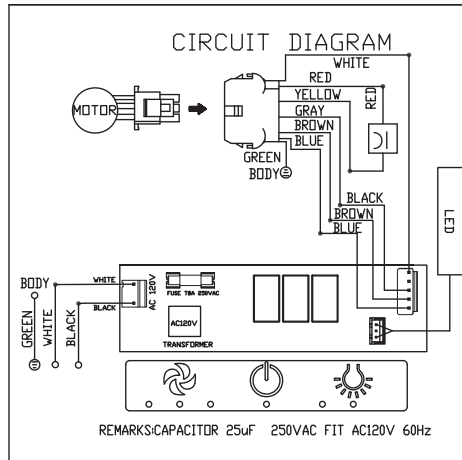 CIRCUIT DIAGRAM
WHITE
RED
YELLOW
RED
GRAY
BROWN
BLUE
MOTOR
GREEN
BODY
BLACK
BROWN
BLUE
LED
BODY
WHITE
BLACK
AC 120V
FUSE T8A 250VAC
AC120V
TRANSFORMER
GREEN
WHITE
BLACK
REMARKS:CAPACITOR 25uF 250VAC FIT AC120V 60Hz